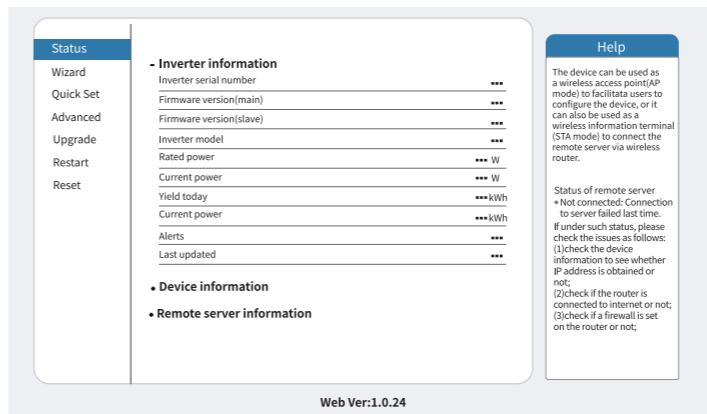 Status
Wizard
Quick Set
Advanced
Upgrade
Restart
Reset
- Inverter information
Inverter serial number ---
Firmware version(main) ---
Firmware version(slave) ---
Inverter model ---
Rated power --- W
Current power --- W
Yield today --- kWh
Current power --- kWh
Alerts ---
Last updated ---
• Device information
• Remote server information
Help
The device can be used as
a wireless access point(AP
mode) to facilitata users to
configure the device, or it
can also be used as a
wireless information terminal
(STA mode) to connect the
remote server via wireless
router.
Status of remote server
• Not connected: Connection
to server failed last time.
If under such status, please
check the issues as follows:
(1)check the device
information to see whether
IP address is obtained or
not;
(2)check if the router is
connected to internet or not;
(3)check if a firewall is set
on the router or not;
Web Ver:1.0.24